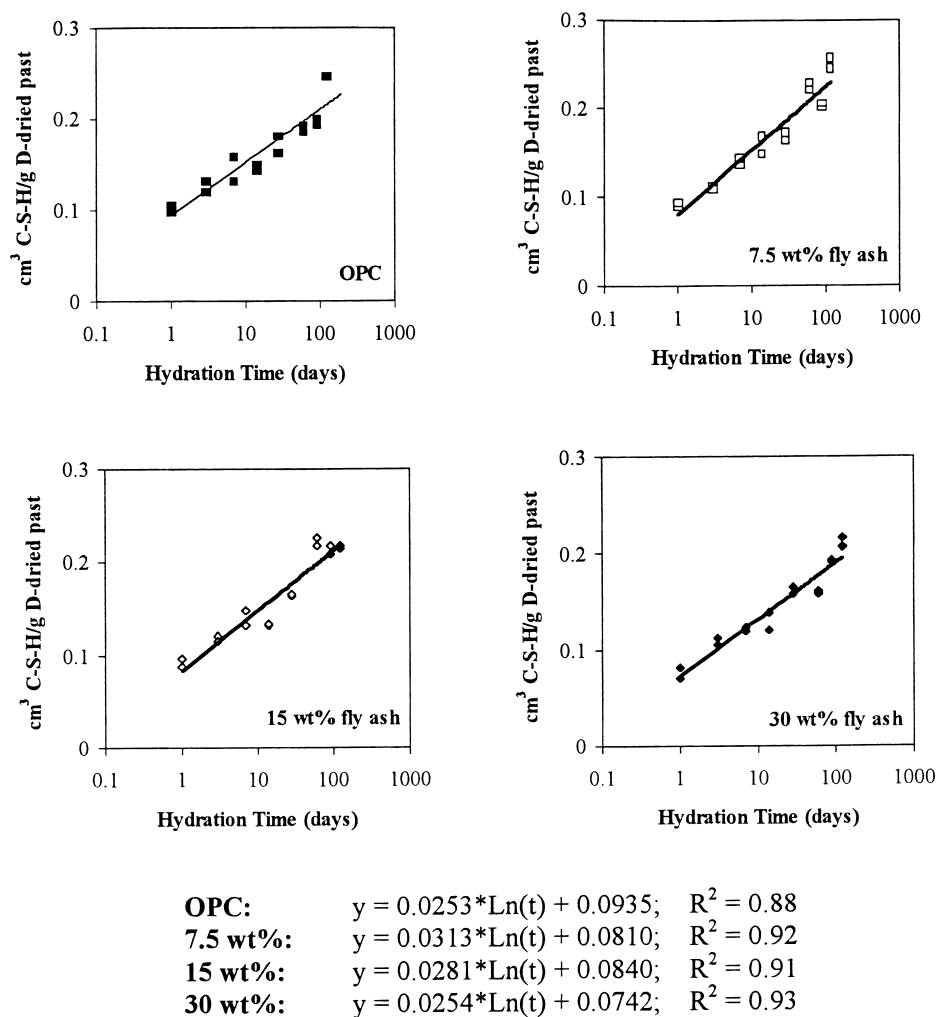 0.3
0.2
0.1
0
cm³ C-S-H/g D-dried past
OPC
0.1 1 10 100 1000
Hydration Time (days)
0.3
0.2
0.1
0
cm³ C-S-H/g D-dried past
7.5 wt% fly ash
0.1 1 10 100 1000
Hydration Time (days)
0.3
0.2
0.1
0
cm³ C-S-H/g D-dried past
15 wt% fly ash
0.1 1 10 100 1000
Hydration Time (days)
0.3
0.2
0.1
0
cm³ C-S-H/g D-dried past
30 wt% fly ash
0.1 1 10 100 1000
Hydration Time (days)
OPC: y = 0.0253*Ln(t) + 0.0935; R² = 0.88
7.5 wt%: y = 0.0313*Ln(t) + 0.0810; R² = 0.92
15 wt%: y = 0.0281*Ln(t) + 0.0840; R² = 0.91
30 wt%: y = 0.0254*Ln(t) + 0.0742; R² = 0.93